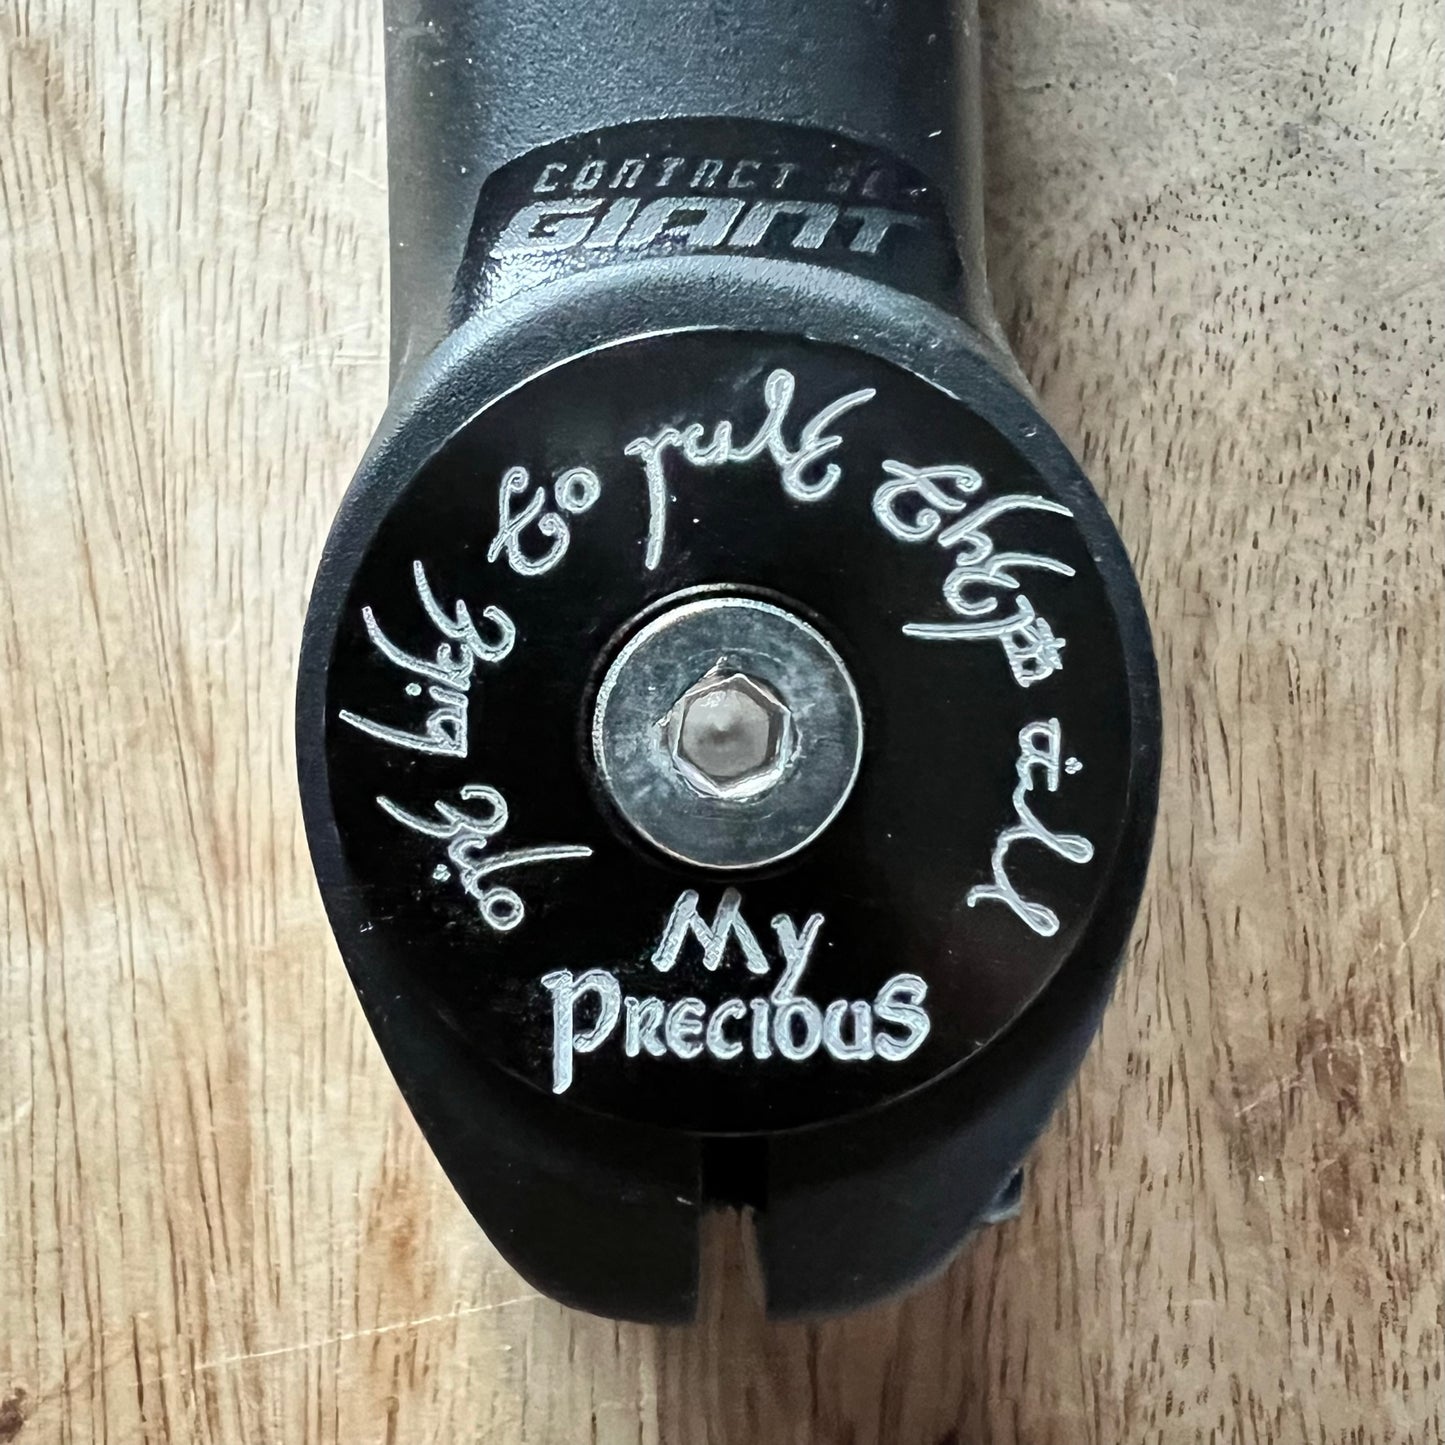 CONTACT SL
GIANT
one bike to rule them all
My
Precious